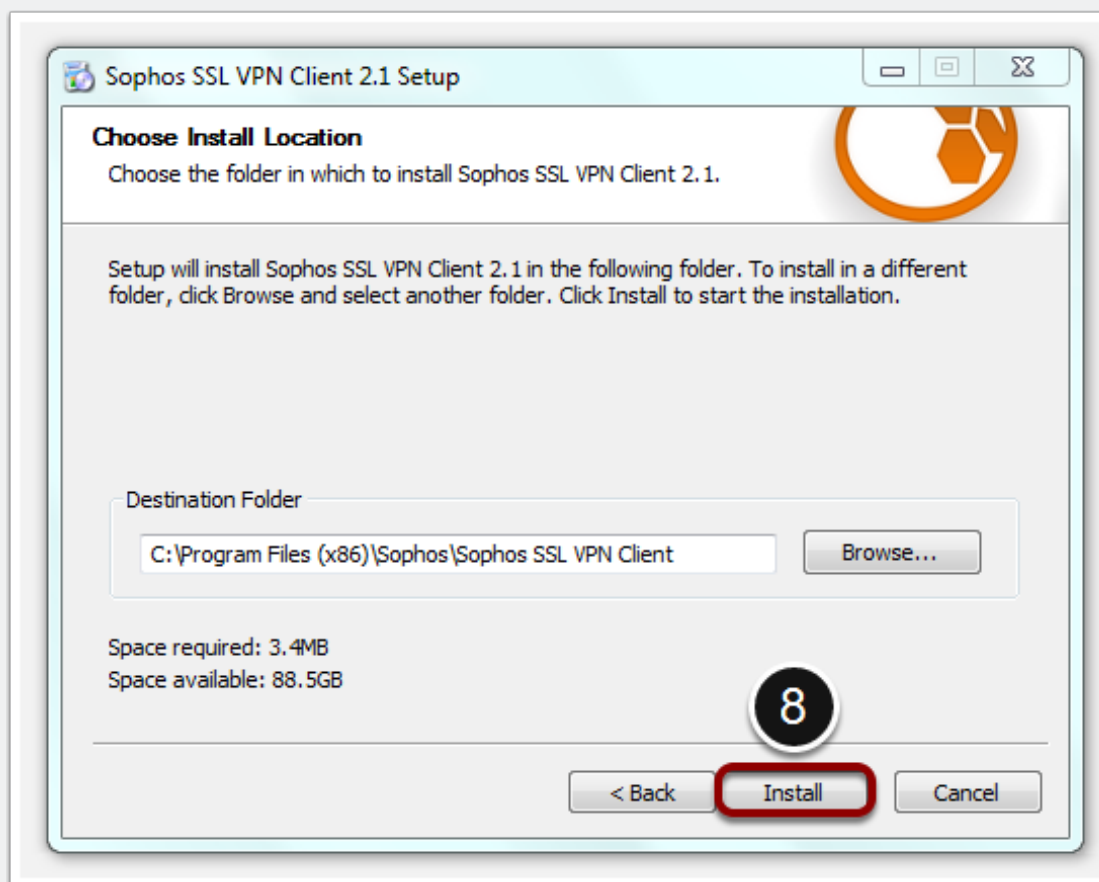 Sophos SSL VPN Client 2.1 Setup
Choose Install Location
Choose the folder in which to install Sophos SSL VPN Client 2.1.
Setup will install Sophos SSL VPN Client 2.1 in the following folder. To install in a different
folder, click Browse and select another folder. Click Install to start the installation.
Destination Folder
C:\Program Files (x86)\Sophos\Sophos SSL VPN Client
Browse...
Space required: 3.4MB
Space available: 88.5GB
8
< Back
Install
Cancel